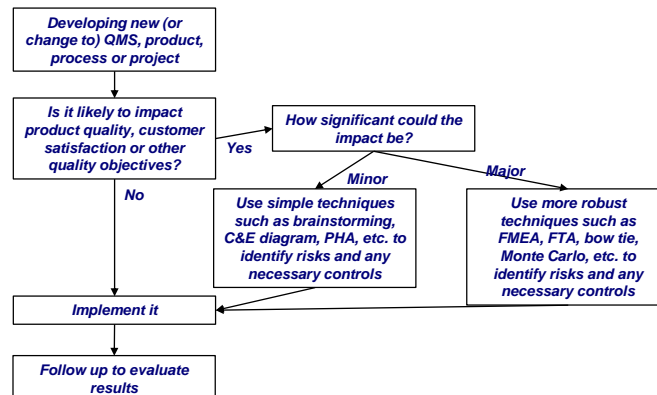 Developing new (or
change to) QMS, product,
process or project
Is it likely to impact
product quality, customer
satisfaction or other
quality objectives?
Yes
How significant could the
impact be?
No
Minor
Major
Use simple techniques
such as brainstorming,
C&E diagram, PHA, etc. to
identify risks and any
necessary controls
Use more robust
techniques such as
FMEA, FTA, bow tie,
Monte Carlo, etc. to
identify risks and any
necessary controls
Implement it
Follow up to evaluate
results